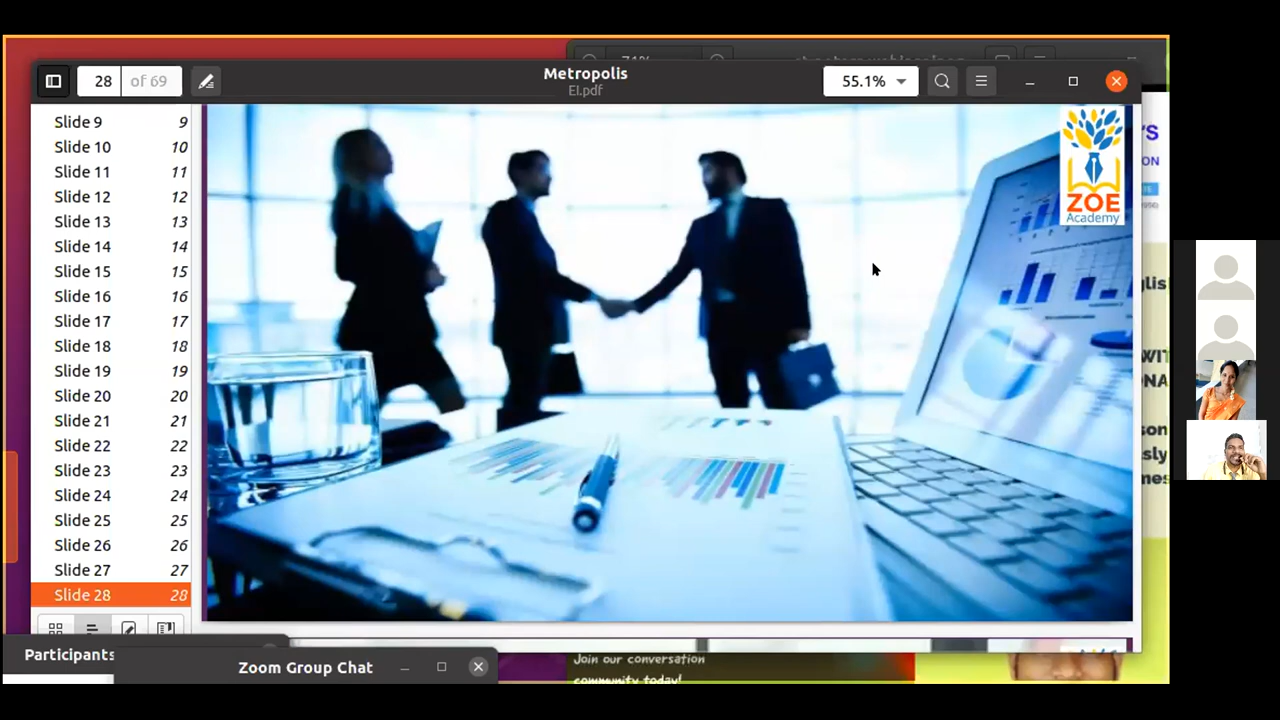 71%
28 of 69
Metropolis
EI.pdf
55.1%
Slide 9 9
Slide 10 10
Slide 11 11
Slide 12 12
Slide 13 13
Slide 14 14
Slide 15 15
Slide 16 16
Slide 17 17
Slide 18 18
Slide 19 19
Slide 20 20
Slide 21 21
Slide 22 22
Slide 23 23
Slide 24 24
Slide 25 25
Slide 26 26
Slide 27 27
Slide 28 28
ZOE
Academy
'S
ON
Participants
Zoom Group Chat
Join our conversation
community today!